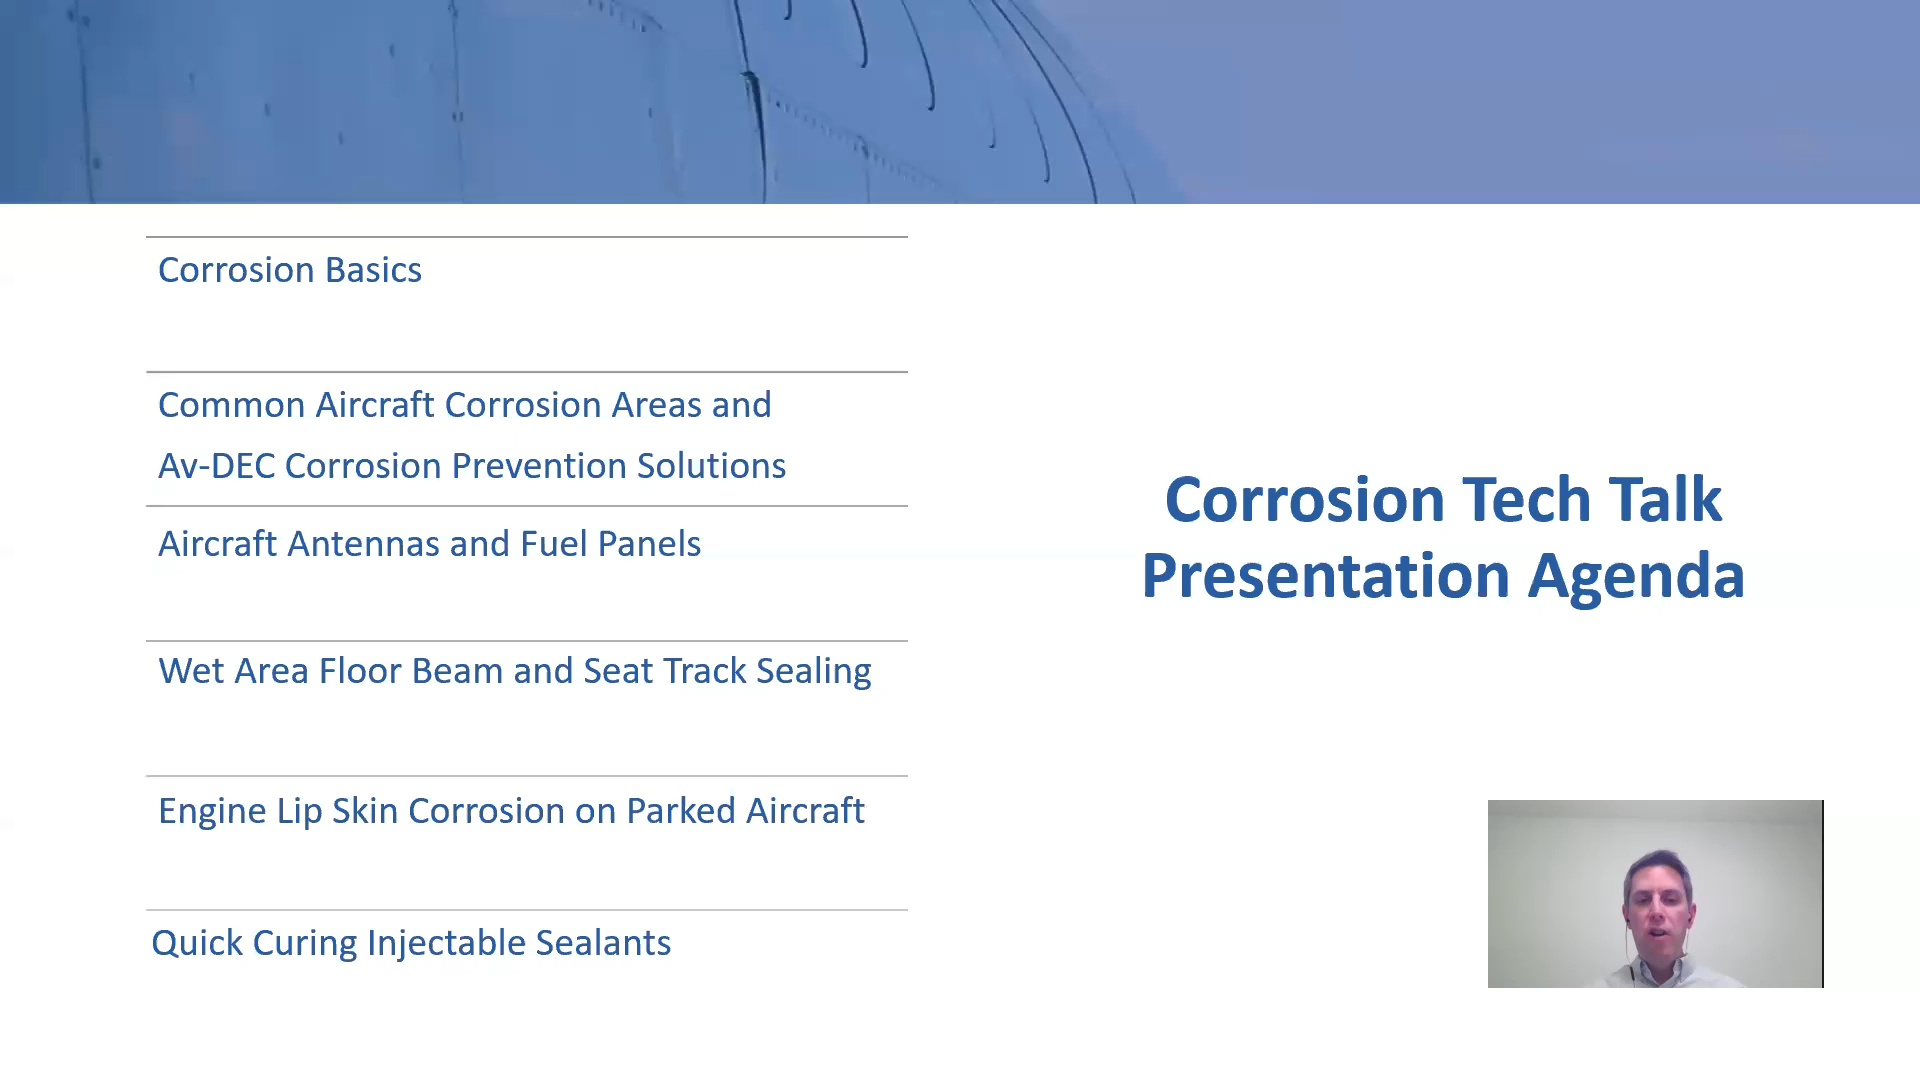 Corrosion Basics
Common Aircraft Corrosion Areas and
Av-DEC Corrosion Prevention Solutions
Aircraft Antennas and Fuel Panels
Wet Area Floor Beam and Seat Track Sealing
Engine Lip Skin Corrosion on Parked Aircraft
Quick Curing Injectable Sealants
Corrosion Tech Talk
Presentation Agenda